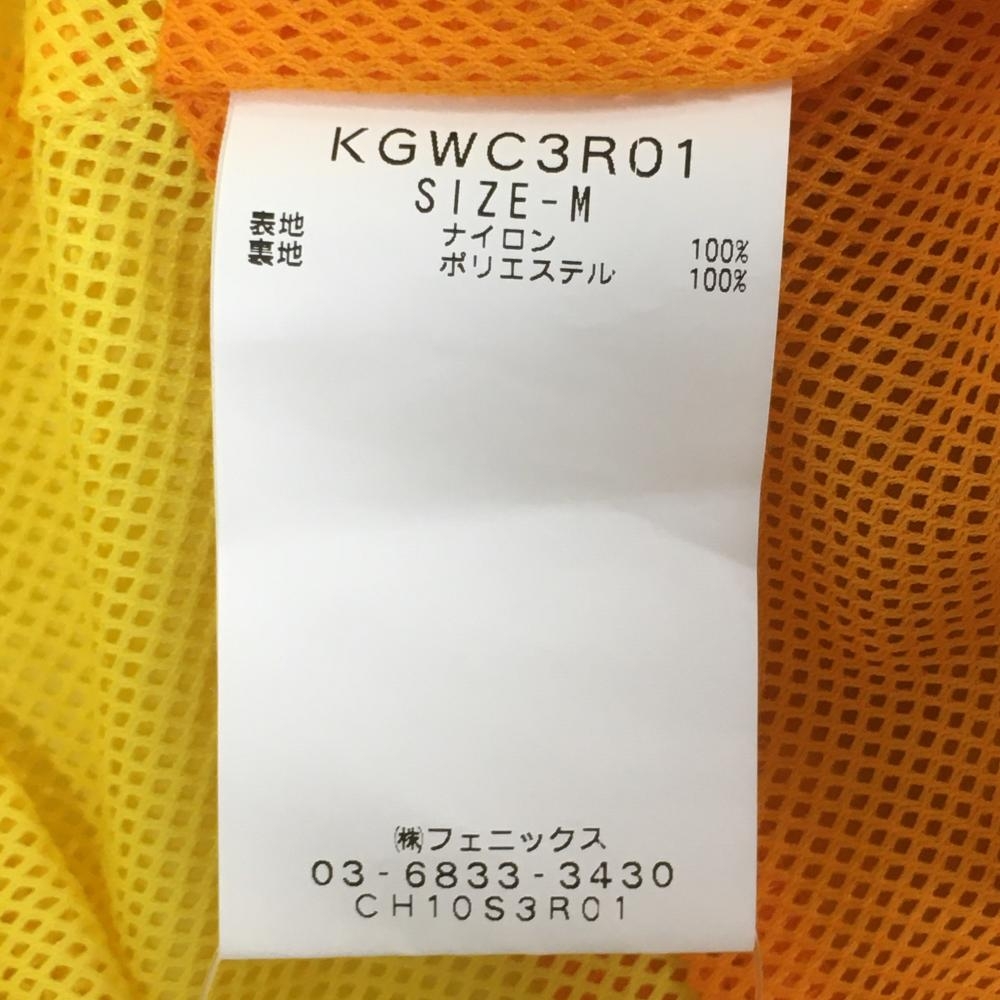 KGWC3R01
SIZE-M
表地 ナイロン 100%
裏地 ポリエステル 100%
㈱フェニックス
03-6833-3430
CH10S3R01